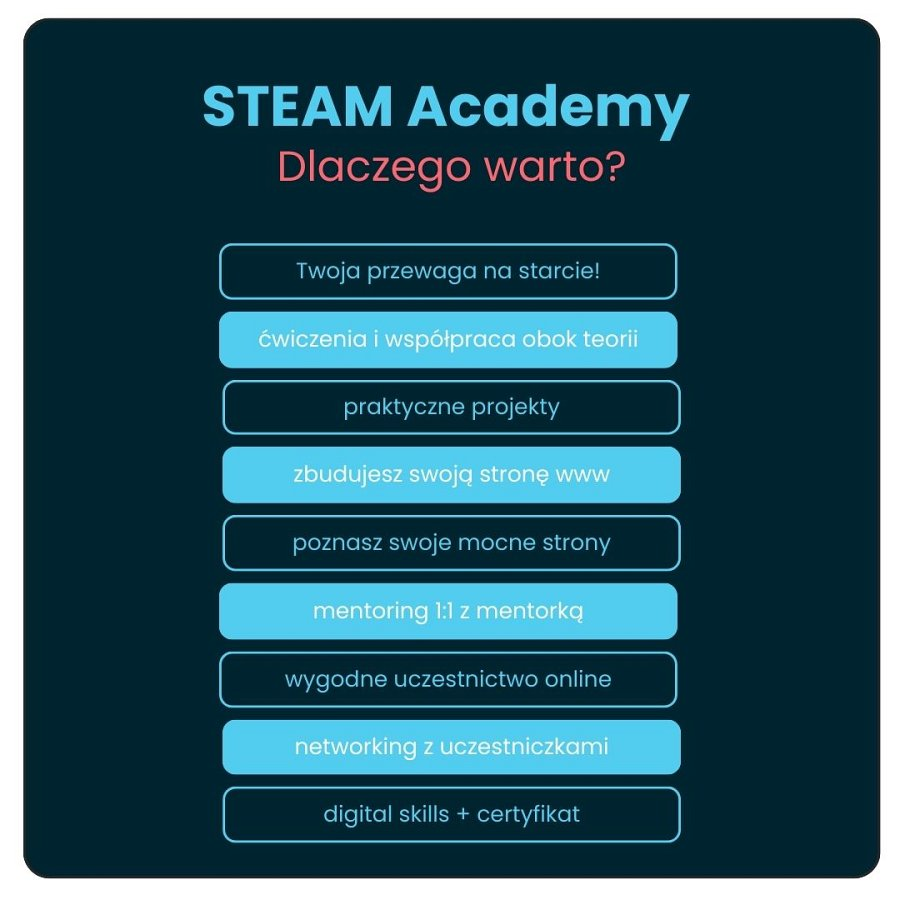 STEAM Academy
Dlaczego warto?
Twoja przewaga na starcie!
ćwiczenia i współpraca obok teorii
praktyczne projekty
zbudujesz swoją stronę www
poznasz swoje mocne strony
mentoring 1:1 z mentorką
wygodne uczestnictwo online
networking z uczestniczkami
digital skills + certyfikat